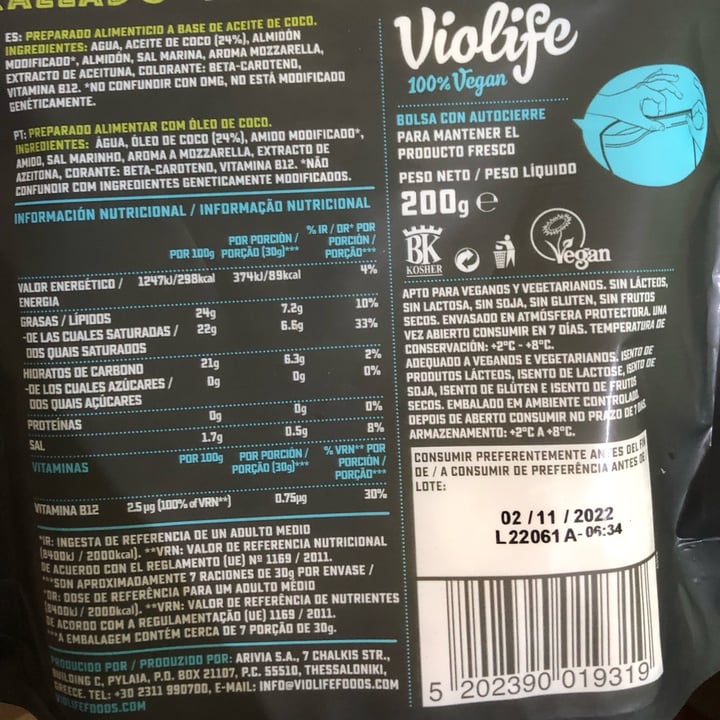 ES: PREPARADO ALIMENTICIO A BASE DE ACEITE DE COCO.
INGREDIENTES: AGUA, ACEITE DE COCO (24%), ALMIDÓN
MODIFICADO*, ALMIDÓN, SAL MARINA, AROMA MOZZARELLA,
EXTRACTO DE ACEITUNA, COLORANTE: BETA-CAROTENO,
VITAMINA B12. *NO CONFUNDIR CON OMG, NO ESTÁ MODIFICADO
GENÉTICAMENTE.
PT: PREPARADO ALIMENTAR COM ÓLEO DE COCO.
INGREDIENTES: ÁGUA, ÓLEO DE COCO (24%), AMIDO MODIFICADO*,
AMIDO, SAL MARINHO, AROMA A MOZZARELLA, EXTRACTO DE
AZEITONA, CORANTE: BETA-CAROTENO, VITAMINA B12. *NÃO
CONFUNDIR COM INGREDIENTES GENETICAMENTE MODIFICADOS.
INFORMACIÓN NUTRICIONAL / INFORMAÇÃO NUTRICIONAL
POR 100g POR PORCIÓN / PORÇÃO (30g)*** % IR / DR* POR PORCIÓN / PORÇÃO***
VALOR ENERGÉTICO / ENERGIA 1247kJ/298kcal 374kJ/89kcal 4%
GRASAS / LÍPIDOS 24g 7.2g 10%
-DE LAS CUALES SATURADAS / DOS QUAIS SATURADOS 22g 6.6g 33%
HIDRATOS DE CARBONO 21g 6.3g 2%
-DE LOS CUALES AZÚCARES / DOS QUAIS AÇÚCARES 0g 0g 0%
PROTEÍNAS 0g 0g 0%
SAL 1.7g 0.5g 8%
VITAMINAS POR 100g POR PORCIÓN / PORÇÃO (30g)*** % VRN** POR PORCIÓN / PORÇÃO***
VITAMINA B12 2.5 µg (100% of VRN**) 0.75µg 30%
*IR: INGESTA DE REFERENCIA DE UN ADULTO MEDIO
(8400kJ / 2000kcal). **VRN: VALOR DE REFERENCIA NUTRICIONAL
DE ACUERDO CON EL REGLAMENTO (UE) Nº 1169 / 2011.
***SON APROXIMADAMENTE 7 RACIONES DE 30g POR ENVASE /
*DR: DOSE DE REFERÊNCIA PARA UM ADULTO MÉDIO
(8400kJ / 2000kcal). **VRN: VALOR DE REFERÊNCIA DE NUTRIENTES
DE ACORDO COM A REGULAMENTAÇÃO (UE) 1169 / 2011.
***A EMBALAGEM CONTÉM CERCA DE 7 PORÇÃO DE 30g.
PRODUCIDO POR / PRODUZIDO POR: ARIVIA S.A., 7 CHALKIS STR.,
BUILDING C, PYLAIA, P.O. BOX 21107, P.C. 55510, THESSALONIKI,
GREECE. TEL: +30 2311 990700, E-MAIL: INFO@VIOLIFEFOODS.COM
VIOLIFEFOODS.COM
Violife
100% Vegan
BOLSA CON AUTOCIERRE
PARA MANTENER EL
PRODUCTO FRESCO
PESO NETO / PESO LÍQUIDO
200g e
BK
KOSHER
Vegan
APTO PARA VEGANOS Y VEGETARIANOS. SIN LÁCTEOS,
SIN LACTOSA, SIN SOJA, SIN GLUTEN, SIN FRUTOS
SECOS. ENVASADO EN ATMÓSFERA PROTECTORA. UNA
VEZ ABIERTO CONSUMIR EN 7 DÍAS. TEMPERATURA DE
CONSERVACIÓN: +2°C - +8°C.
ADEQUADO A VEGANOS E VEGETARIANOS. ISENTO DE
PRODUTOS LÁCTEOS, ISENTO DE LACTOSE, ISENTO DE
SOJA, ISENTO DE GLÚTEN E ISENTO DE FRUTOS
SECOS. EMBALADO EM AMBIENTE CONTROLADO.
DEPOIS DE ABERTO CONSUMIR NO PRAZO DE 7 DIAS.
ARMAZENAMENTO: +2°C A +8°C.
CONSUMIR PREFERENTEMENTE ANTES DEL FIN
DE / A CONSUMIR DE PREFERÊNCIA ANTES DE
LOTE:
02 / 11 / 2022
L22061 A- 06:34
5 202390 019319